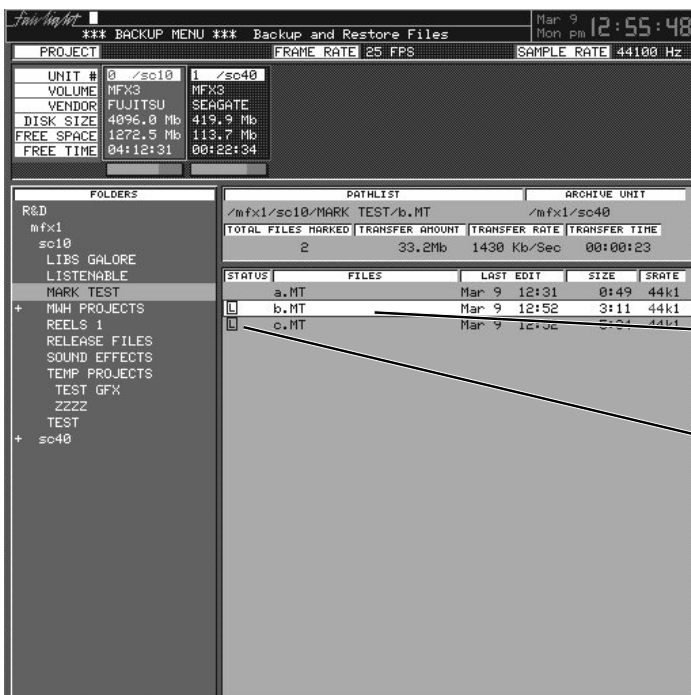 Fairlight
*** BACKUP MENU *** Backup and Restore Files
Mar 9
Mon pm 12:55:48
PROJECT FRAME RATE 25 FPS SAMPLE RATE 44100 Hz
UNIT # 0 /sc10 1 /sc40
VOLUME MFX3 MFX3
VENDOR FUJITSU SEAGATE
DISK SIZE 4096.0 Mb 419.9 Mb
FREE SPACE 1272.5 Mb 113.7 Mb
FREE TIME 04:12:31 00:22:34
FOLDERS
R&D
mfx1
sc10
LIBS GALORE
LISTENABLE
MARK TEST
+ MWH PROJECTS
REELS 1
RELEASE FILES
SOUND EFFECTS
TEMP PROJECTS
TEST GFX
ZZZZ
TEST
+ sc40
PATHLIST ARCHIVE UNIT
/mfx1/sc10/MARK TEST/b.MT /mfx1/sc40
TOTAL FILES MARKED TRANSFER AMOUNT TRANSFER RATE TRANSFER TIME
2 33.2Mb 1430 Kb/Sec 00:00:23
STATUS FILES LAST EDIT SIZE SRATE
a.MT Mar 9 12:31 0:49 44k1
L b.MT Mar 9 12:52 3:11 44k1
L c.MT Mar 9 12:52 44k1